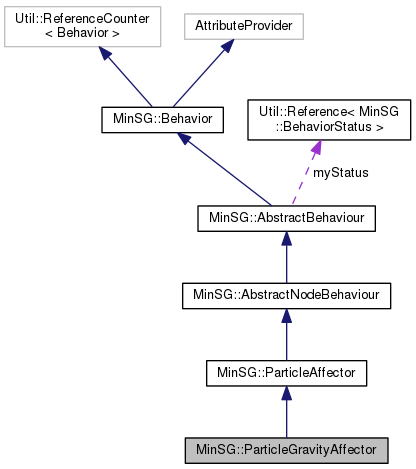 Util::ReferenceCounter
< Behavior >
AttributeProvider
MinSG::Behavior
Util::Reference< MinSG
::BehaviorStatus >
myStatus
MinSG::AbstractBehaviour
MinSG::AbstractNodeBehaviour
MinSG::ParticleAffector
MinSG::ParticleGravityAffector